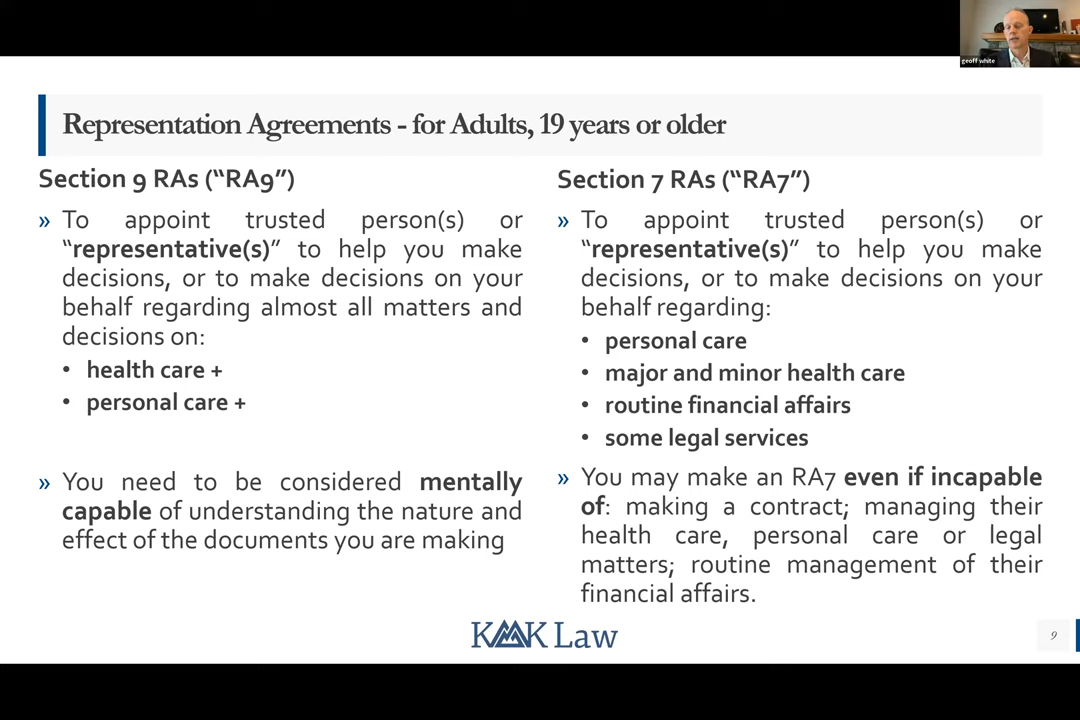 geoff white
Representation Agreements - for Adults, 19 years or older
Section 9 RAs (“RA9”)
» To appoint trusted person(s) or
“representative(s)” to help you make
decisions, or to make decisions on your
behalf regarding almost all matters and
decisions on:
• health care +
• personal care +
» You need to be considered mentally
capable of understanding the nature and
effect of the documents you are making
Section 7 RAs (“RA7”)
» To appoint trusted person(s) or
“representative(s)” to help you make
decisions, or to make decisions on your
behalf regarding:
• personal care
• major and minor health care
• routine financial affairs
• some legal services
» You may make an RA7 even if incapable
of: making a contract; managing their
health care, personal care or legal
matters; routine management of their
financial affairs.
KMK Law
9